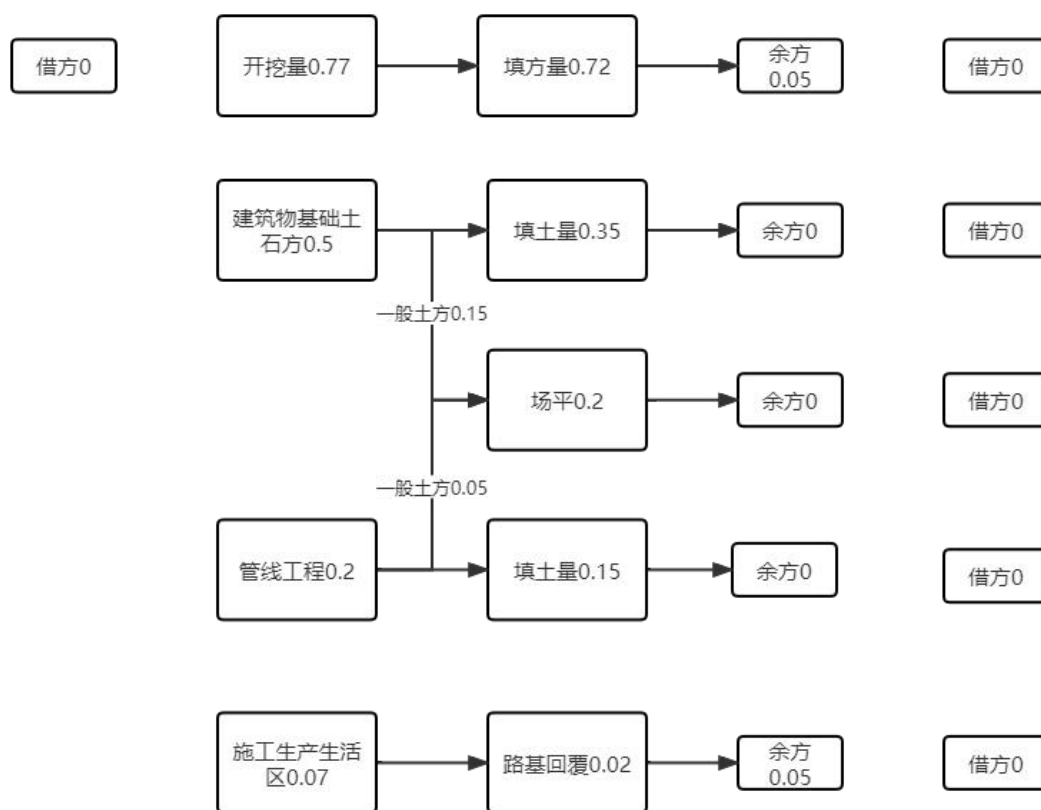 借方0
开挖量0.77
填方量0.72
余方
0.05
借方0
建筑物基础土
石方0.5
填土量0.35
余方0
借方0
一般土方0.15
场平0.2
余方0
借方0
一般土方0.05
管线工程0.2
填土量0.15
余方0
借方0
施工生产生活
区0.07
路基回覆0.02
余方
0.05
借方0